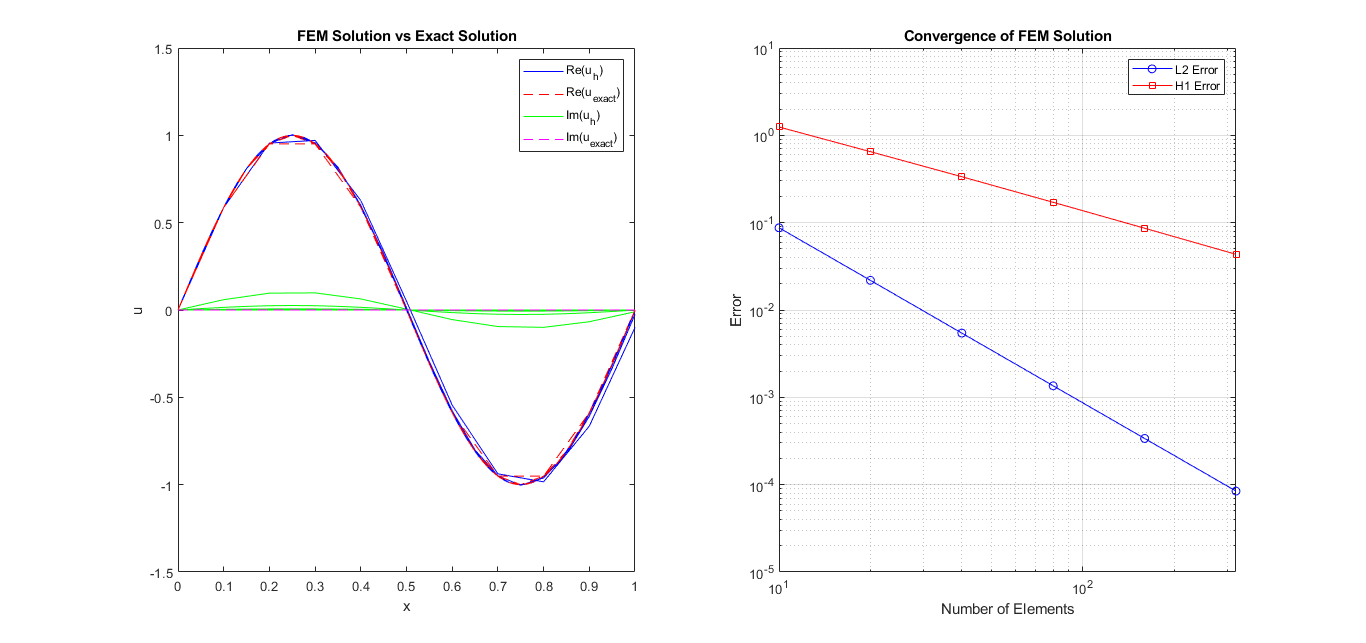 FEM Solution vs Exact Solution
Re(u_h)
Re(u_exact)
Im(u_h)
Im(u_exact)
1.5
1
0.5
0
-0.5
-1
-1.5
u
0 0.1 0.2 0.3 0.4 0.5 0.6 0.7 0.8 0.9 1
x
Convergence of FEM Solution
L2 Error
H1 Error
10^1
10^0
10^-1
10^-2
10^-3
10^-4
10^-5
Error
10^1 10^2
Number of Elements